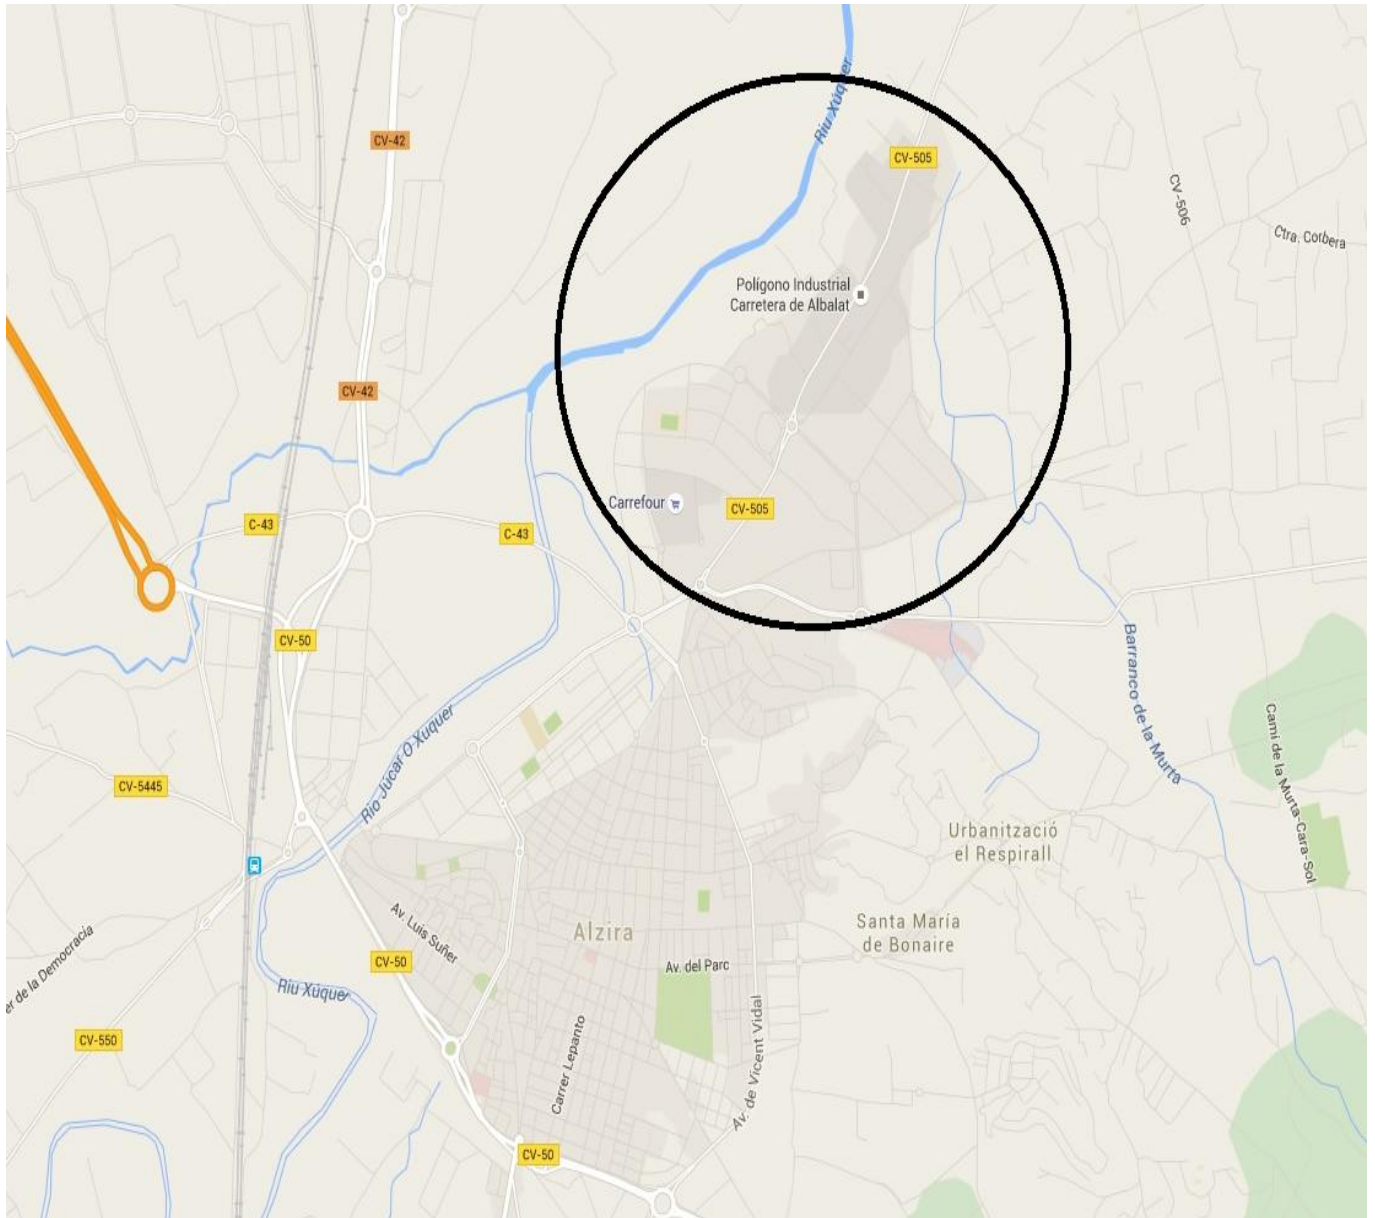 CV-42
Riu Xúquer
CV-505
CV-506
Ctra. Corbera
Polígono Industrial
Carretera de Albalat
CV-42
Carrefour
CV-505
C-43
C-43
CV-50
Barranco de la Murta
Camí de la Murta-Cara-Sol
Rio Júcar O Xuquer
CV-5445
Urbanització
el Respirall
Av. Luis Suñer
Alzira
Santa María
de Bonaire
er de la Democracia
CV-50
Av. del Parc
Riu Xúquer
CV-550
Carrer Lepanto
Av. de Vicent Vidal
CV-50